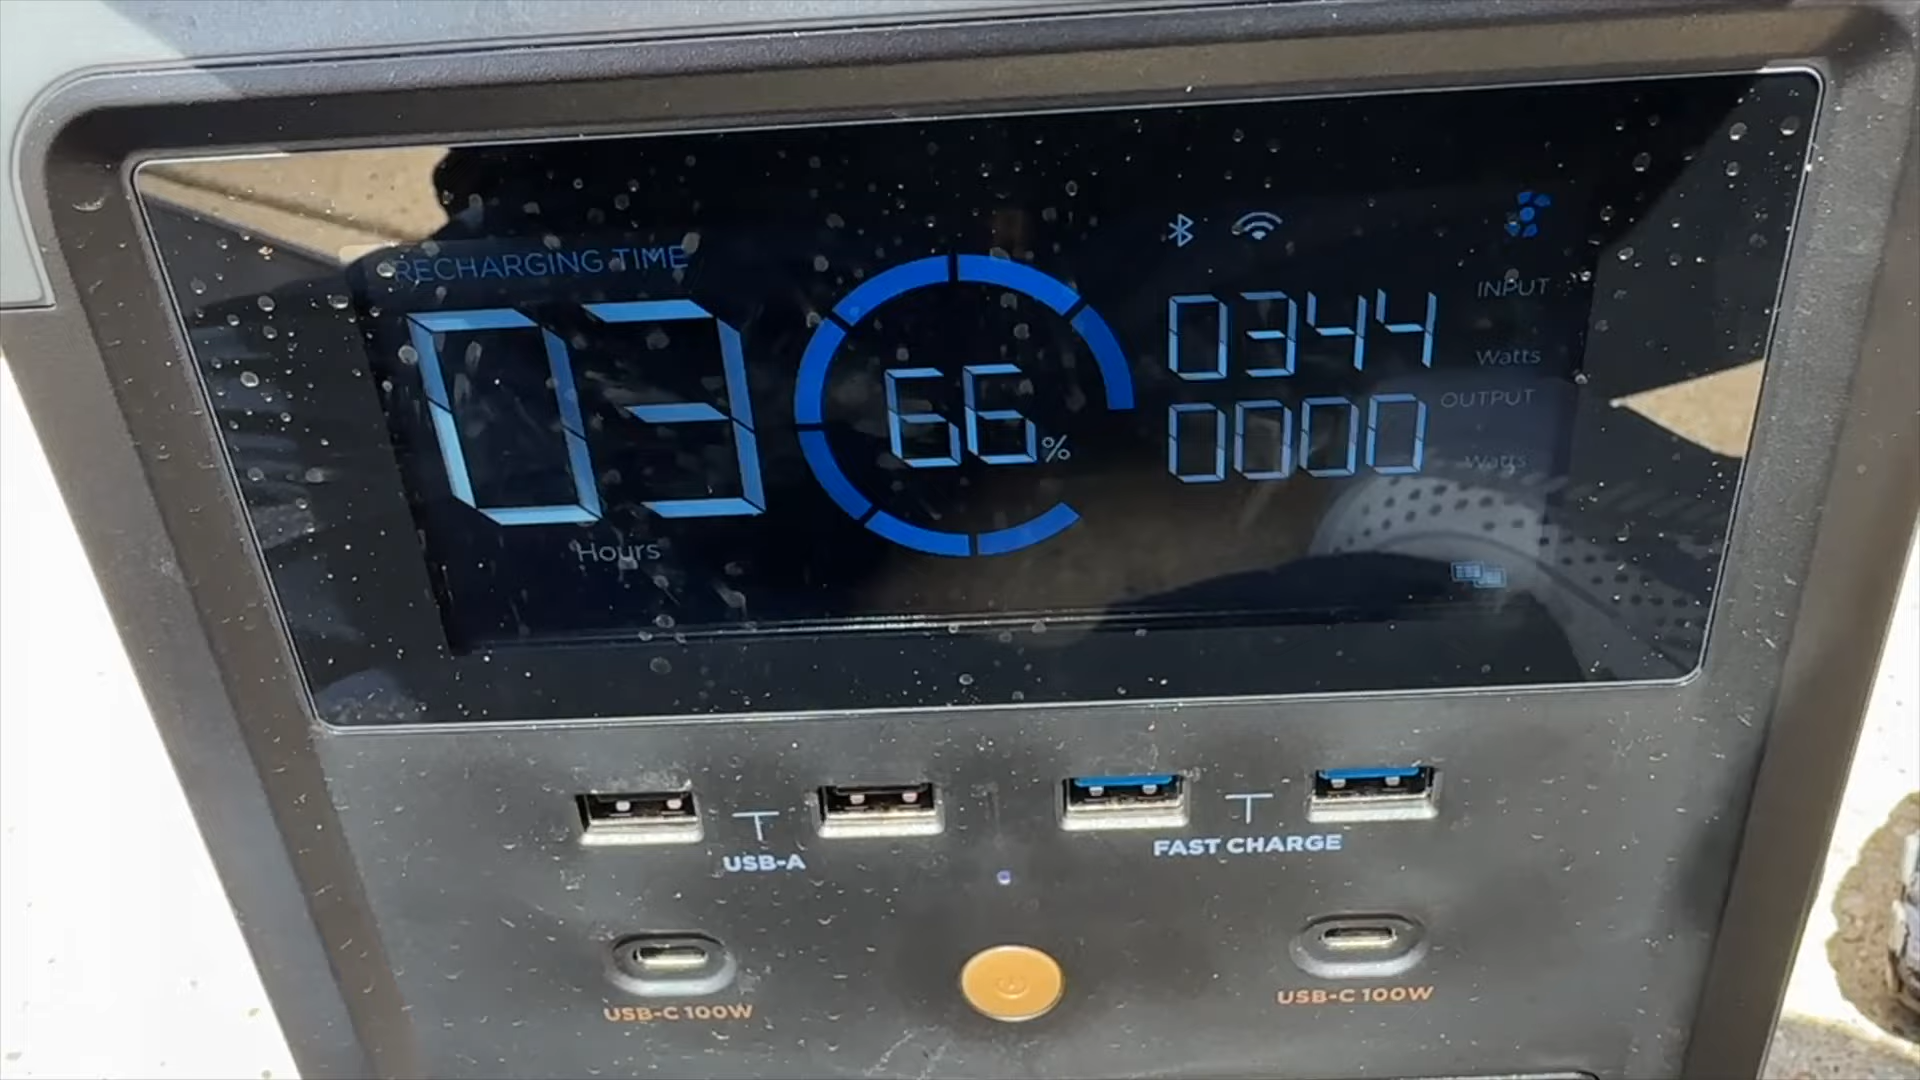 RECHARGING TIME
03
Hours
66%
0344
INPUT
Watts
0000
OUTPUT
Watts
USB-A
FAST CHARGE
USB-C 100W
USB-C 100W